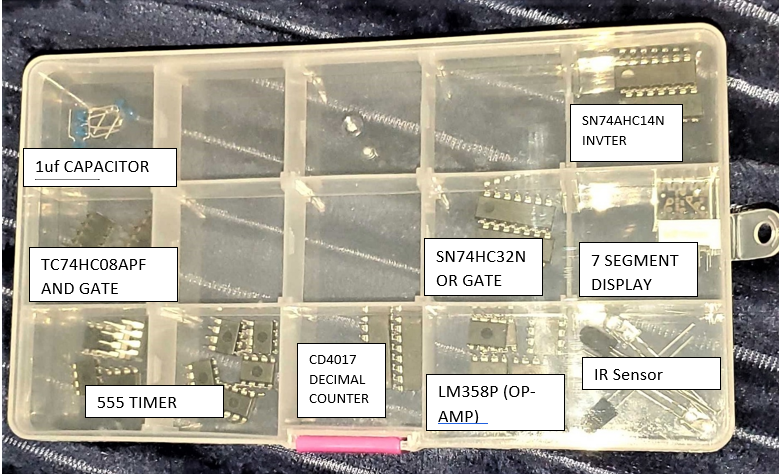 1uf CAPACITOR
SN74AHC14N
INVTER
TC74HC08APF
AND GATE
SN74HC32N
OR GATE
7 SEGMENT
DISPLAY
555 TIMER
CD4017
DECIMAL
COUNTER
LM358P (OP-
AMP)
IR Sensor